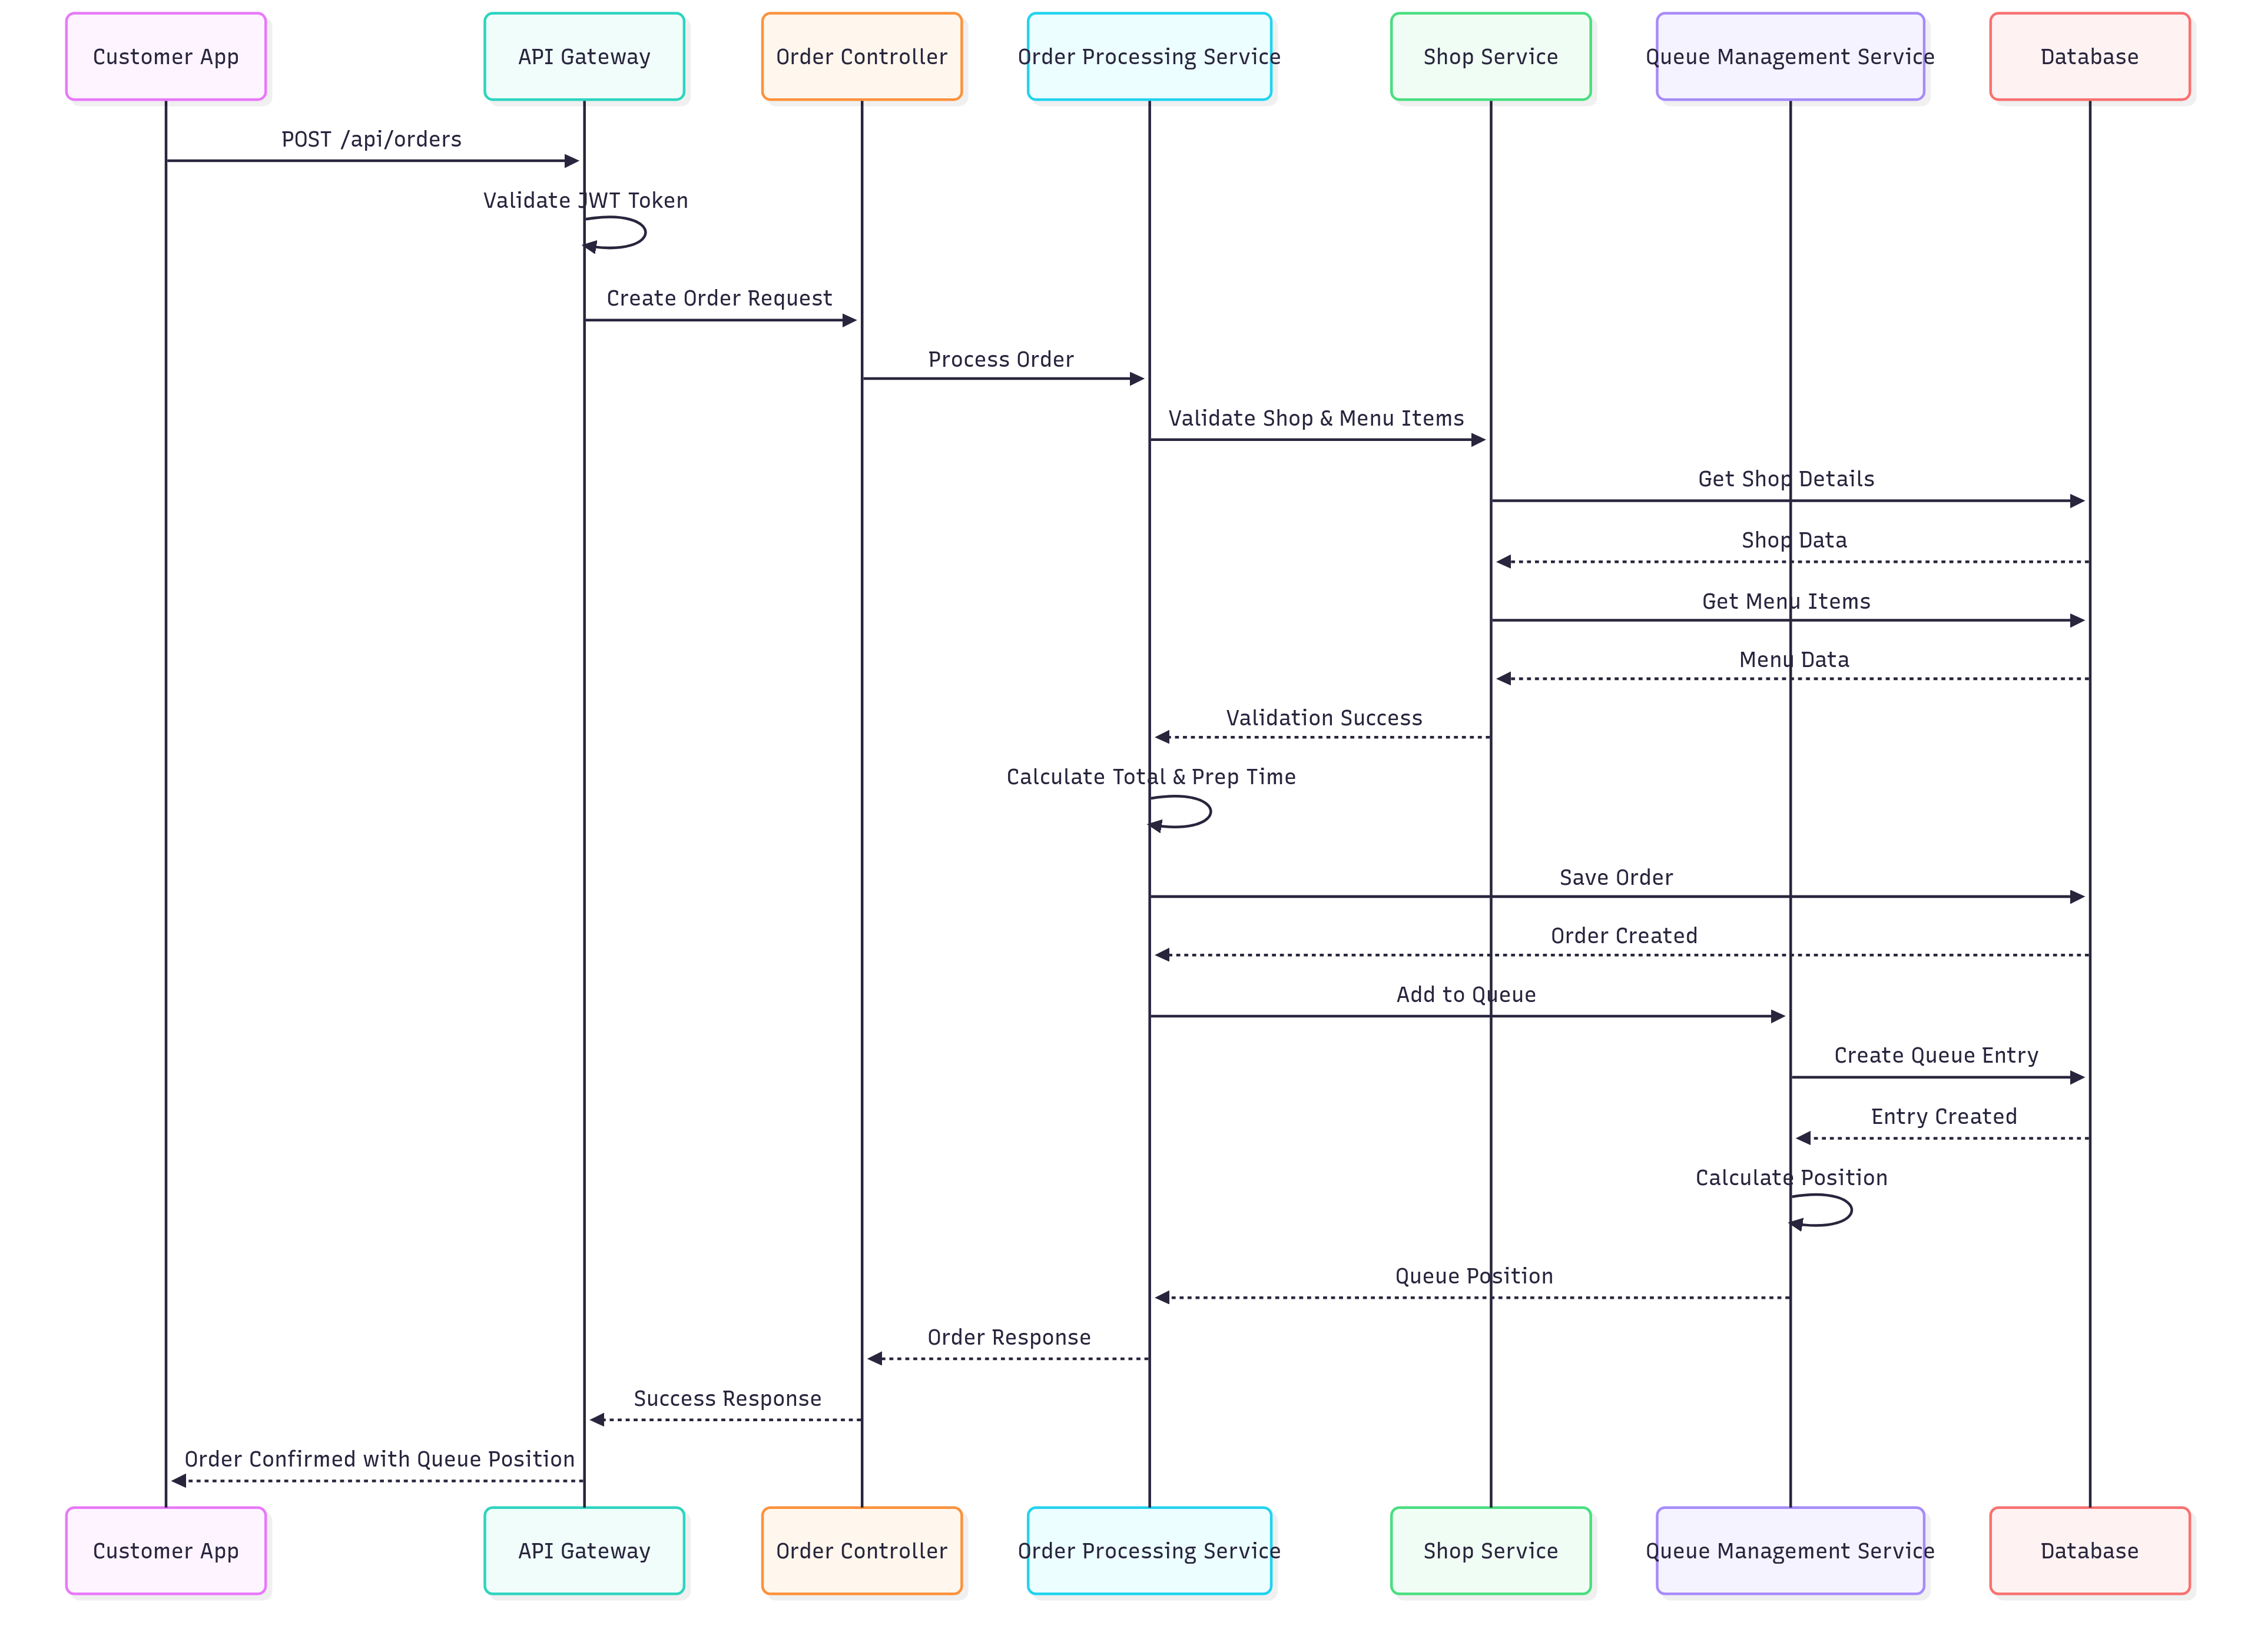 Customer App
API Gateway
Order Controller
Order Processing Service
Shop Service
Queue Management Service
Database
POST /api/orders
Validate JWT Token
Create Order Request
Process Order
Validate Shop & Menu Items
Get Shop Details
Shop Data
Get Menu Items
Menu Data
Validation Success
Calculate Total & Prep Time
Save Order
Order Created
Add to Queue
Create Queue Entry
Entry Created
Calculate Position
Queue Position
Order Response
Success Response
Order Confirmed with Queue Position
Customer App
API Gateway
Order Controller
Order Processing Service
Shop Service
Queue Management Service
Database